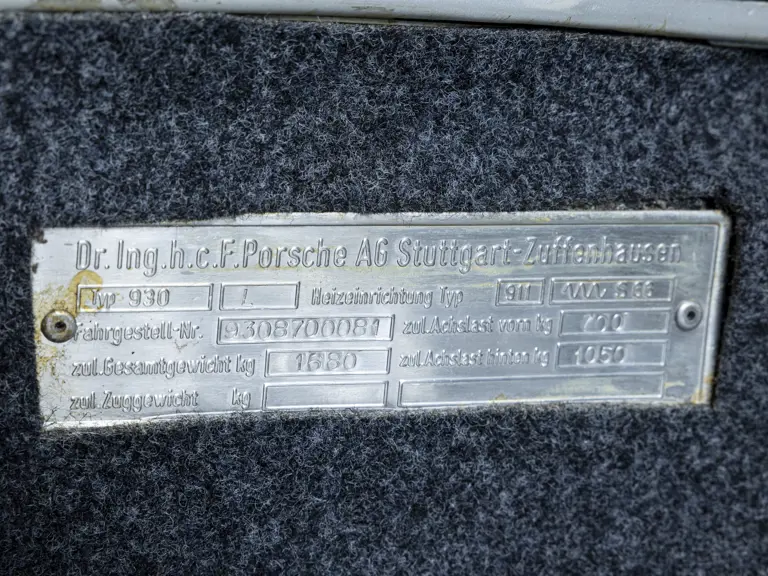 Dr. Ing.h.c.F.Porsche AG Stuttgart-Zuffenhausen
Typ 930 L Heizeinrichtung Typ 911 S 66
Fahrgestell-Nr. 9308700081 zul.Achslast vorn kg 700
zul.Gesamtgewicht kg 1680 zul.Achslast hinten kg 1050
zul.Zuggewicht kg